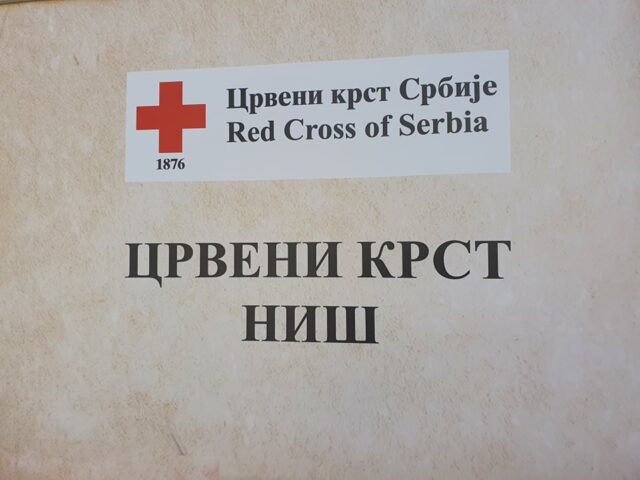 Црвени крст Србије
Red Cross of Serbia
1876
ЦРВЕНИ КРСТ
НИШ